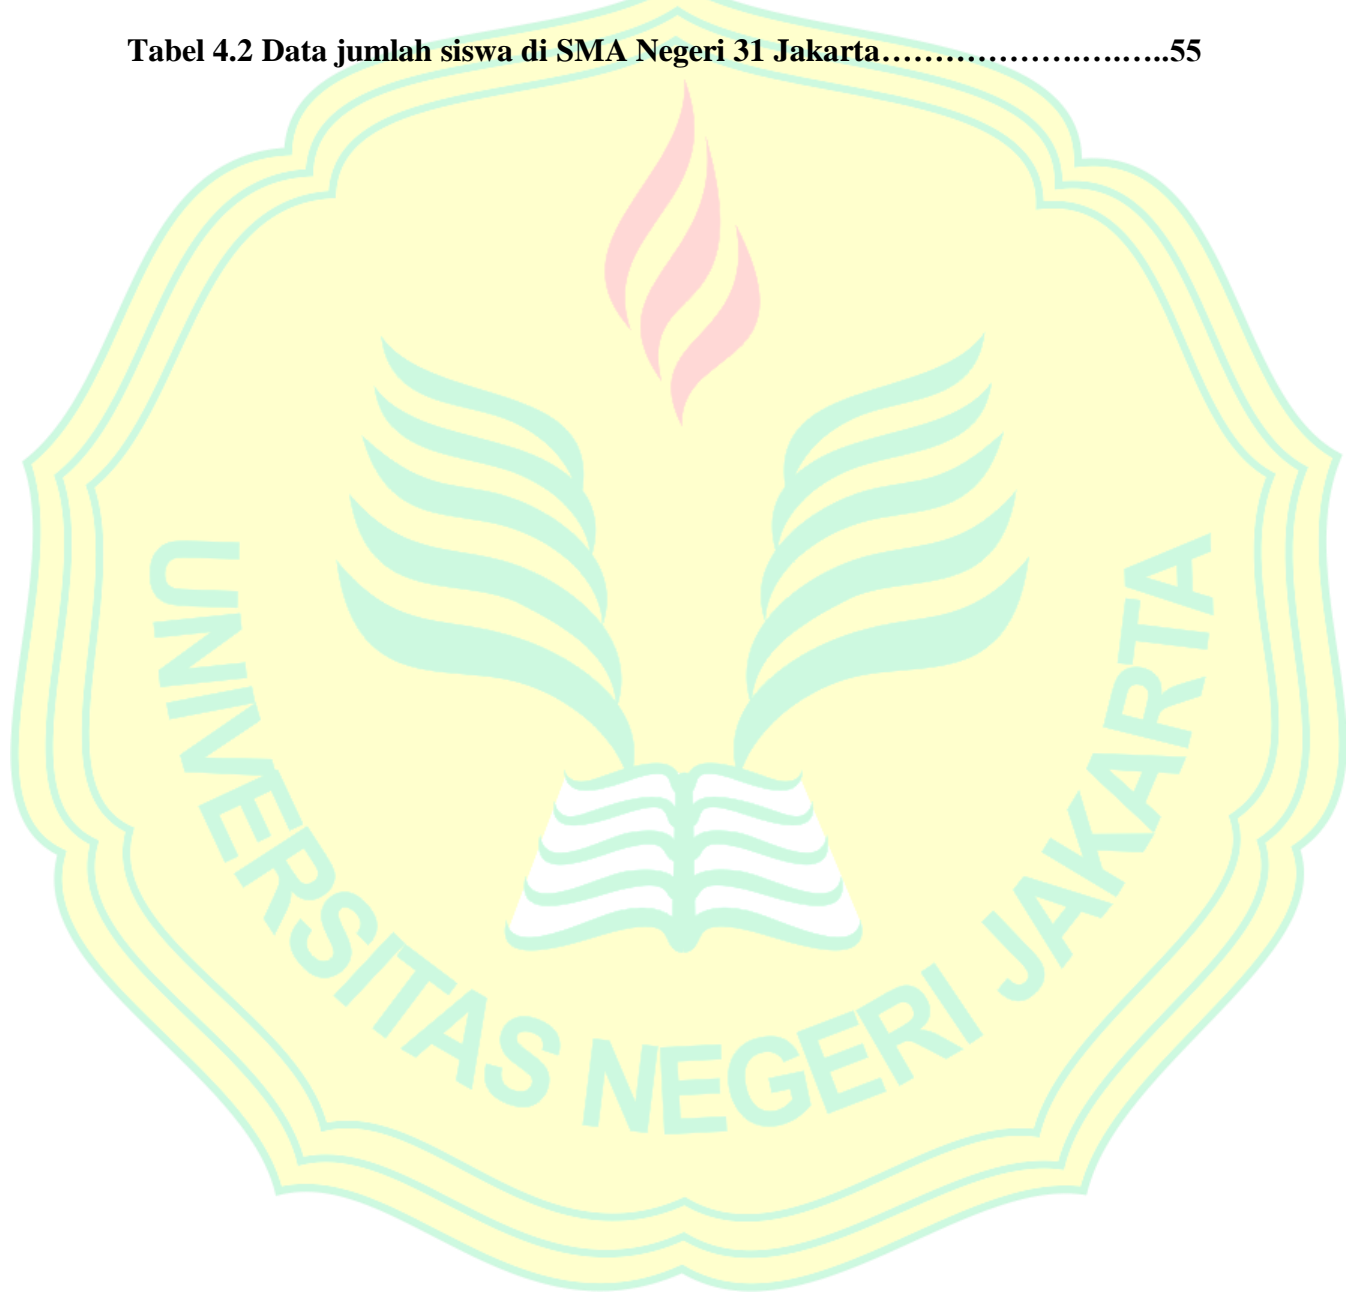 Tabel 4.2 Data jumlah siswa di SMA Negeri 31 Jakarta……………….….…..55
UNIVERSITAS NEGERI JAKARTA